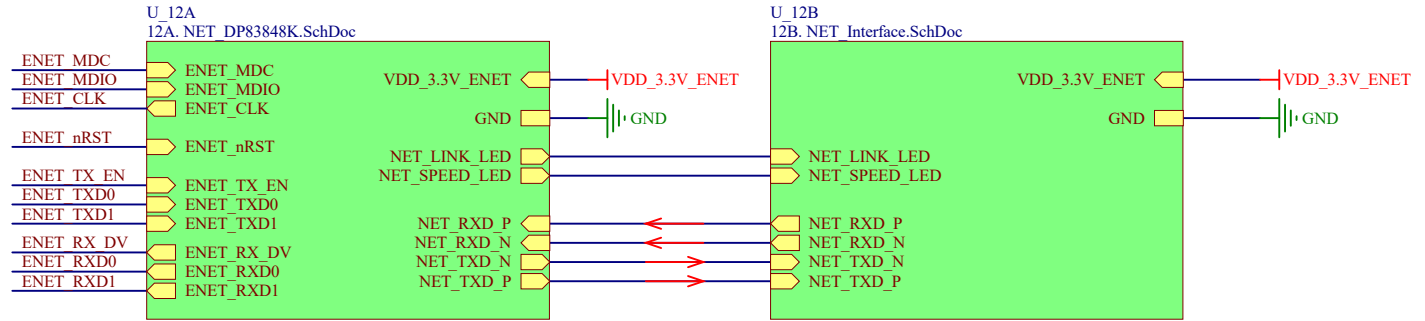 U_12A
12A. NET_DP83848K.SchDoc
ENET_MDC
ENET_MDIO
ENET_CLK
ENET_nRST
ENET_TX_EN
ENET_TXD0
ENET_TXD1
ENET_RX_DV
ENET_RXD0
ENET_RXD1
ENET_MDC
ENET_MDIO
ENET_CLK
ENET_nRST
ENET_TX_EN
ENET_TXD0
ENET_TXD1
ENET_RX_DV
ENET_RXD0
ENET_RXD1
VDD_3.3V_ENET
GND
NET_LINK_LED
NET_SPEED_LED
NET_RXD_P
NET_RXD_N
NET_TXD_N
NET_TXD_P
VDD_3.3V_ENET
GND
U_12B
12B. NET_Interface.SchDoc
NET_LINK_LED
NET_SPEED_LED
NET_RXD_P
NET_RXD_N
NET_TXD_N
NET_TXD_P
VDD_3.3V_ENET
GND
VDD_3.3V_ENET
GND